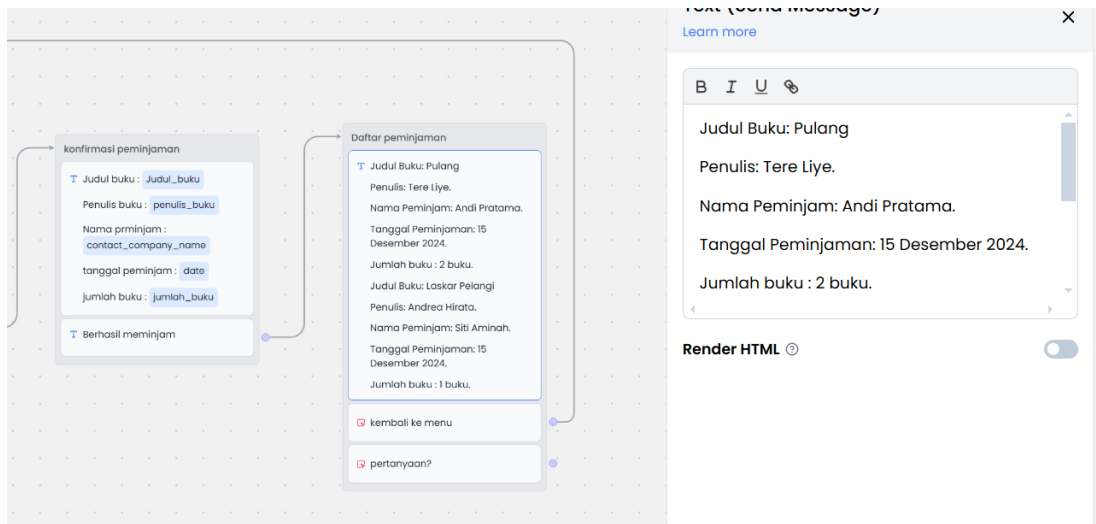 Text (Send Message)
Learn more
B I U
Judul Buku: Pulang
Penulis: Tere Liye.
Nama Peminjam: Andi Pratama.
Tanggal Peminjaman: 15 Desember 2024.
Jumlah buku : 2 buku.
Render HTML
konfirmasi peminjaman
Judul buku : Judul_buku
Penulis buku : penulis_buku
Nama prminjam :
contact_company_name
tanggal peminjam : date
jumlah buku : jumlah_buku
Berhasil meminjam
Daftar peminjaman
Judul Buku: Pulang
Penulis: Tere Liye.
Nama Peminjam: Andi Pratama.
Tanggal Peminjaman: 15
Desember 2024.
Jumlah buku : 2 buku.
Judul Buku: Laskar Pelangi
Penulis: Andrea Hirata.
Nama Peminjam: Siti Aminah.
Tanggal Peminjaman: 15
Desember 2024.
Jumlah buku : 1 buku.
kembali ke menu
pertanyaan?